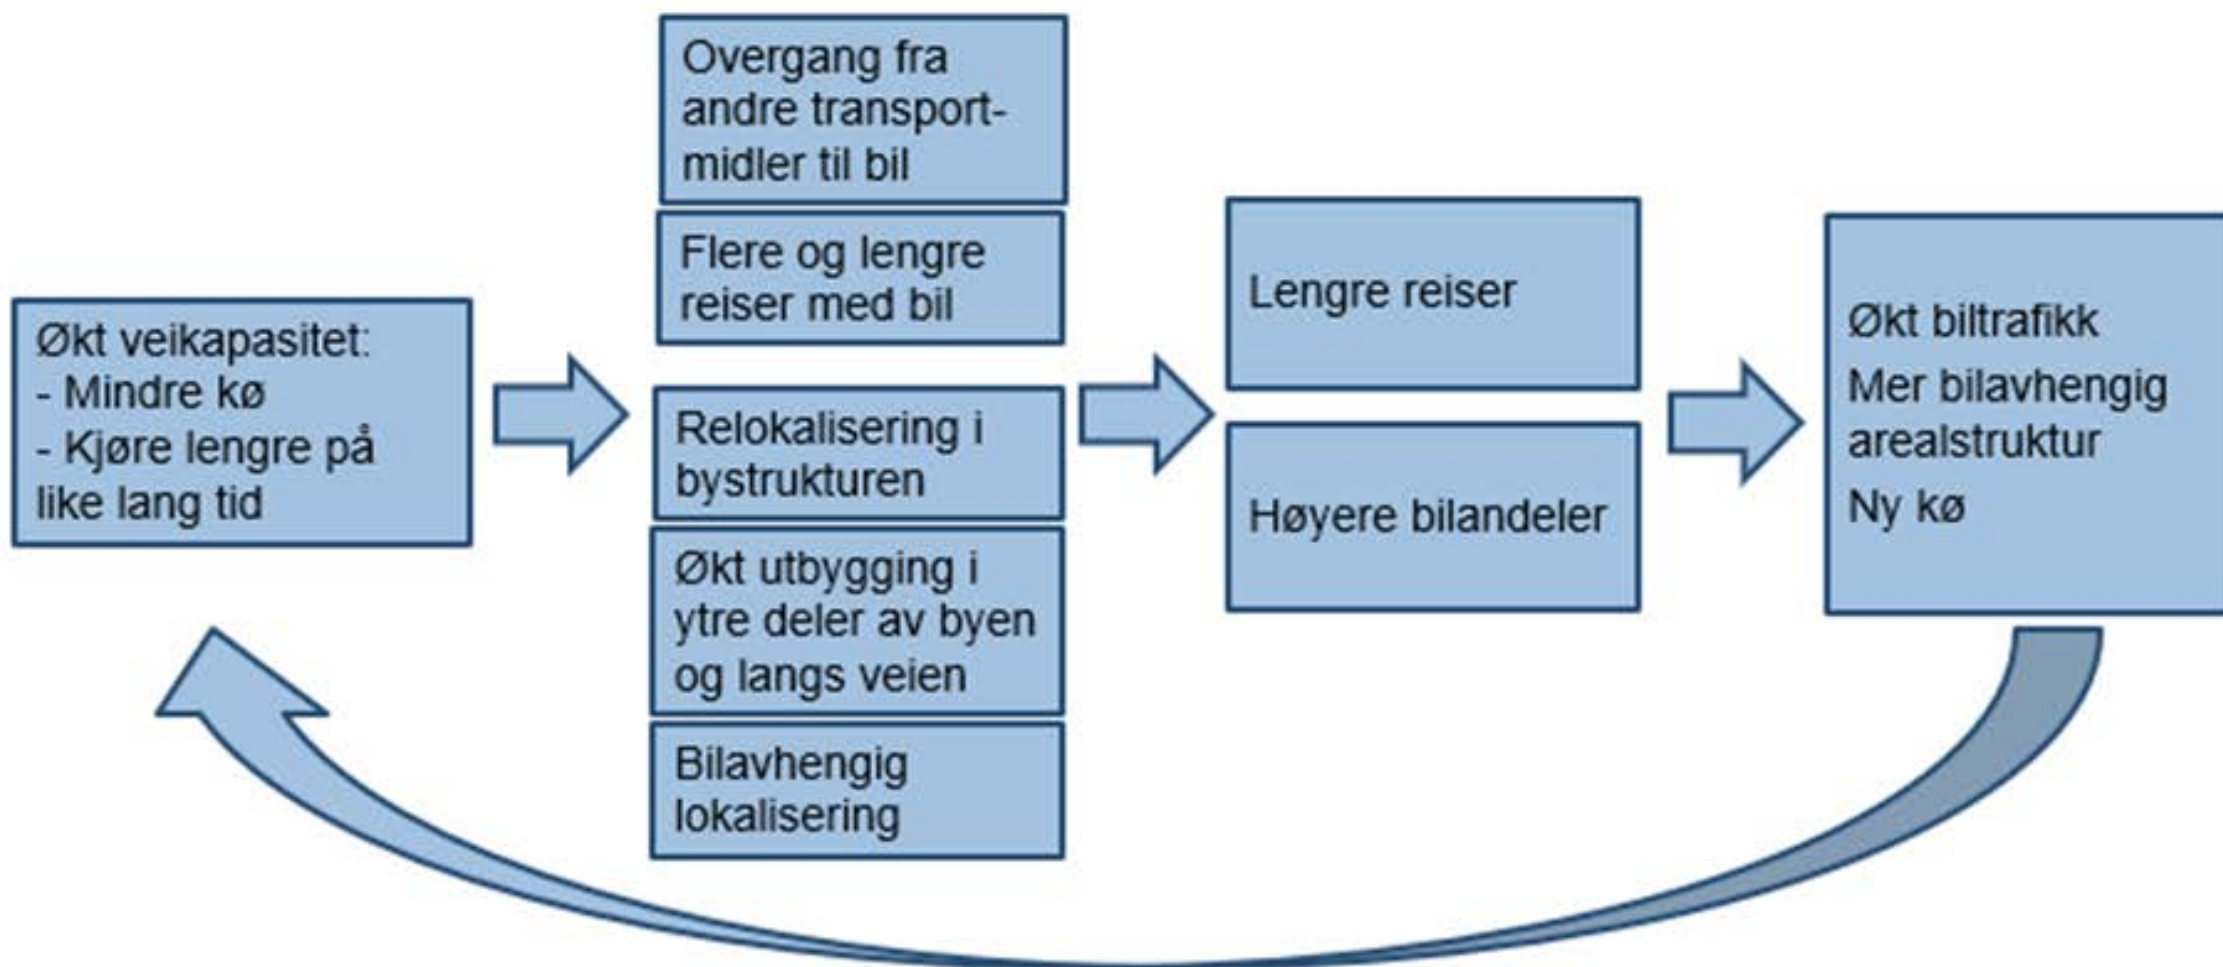 Økt veikapasitet:
- Mindre kø
- Kjøre lengre på
like lang tid
Overgang fra
andre transport-
midler til bil
Flere og lengre
reiser med bil
Relokalisering i
bystrukturen
Økt utbygging i
ytre deler av byen
og langs veien
Bilavhengig
lokalisering
Lengre reiser
Høyere bilandeler
Økt biltrafikk
Mer bilavhengig
arealstruktur
Ny kø